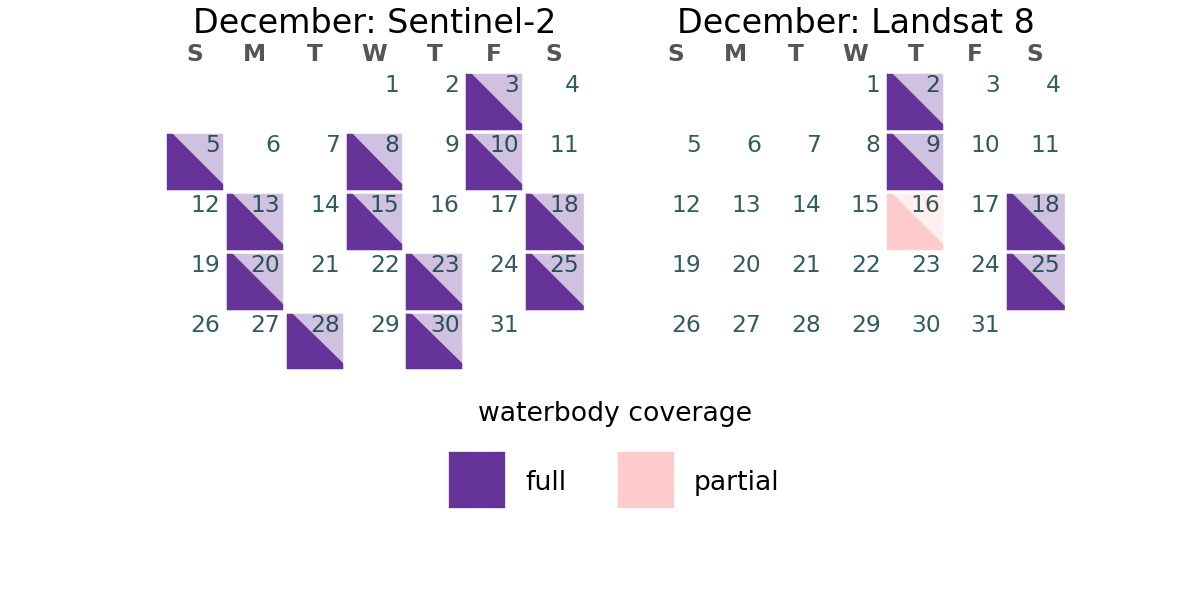 December: Sentinel-2
S M T W T F S
1 2 3 4
5 6 7 8 9 10 11
12 13 14 15 16 17 18
19 20 21 22 23 24 25
26 27 28 29 30 31
December: Landsat 8
S M T W T F S
1 2 3 4
5 6 7 8 9 10 11
12 13 14 15 16 17 18
19 20 21 22 23 24 25
26 27 28 29 30 31
waterbody coverage
full partial